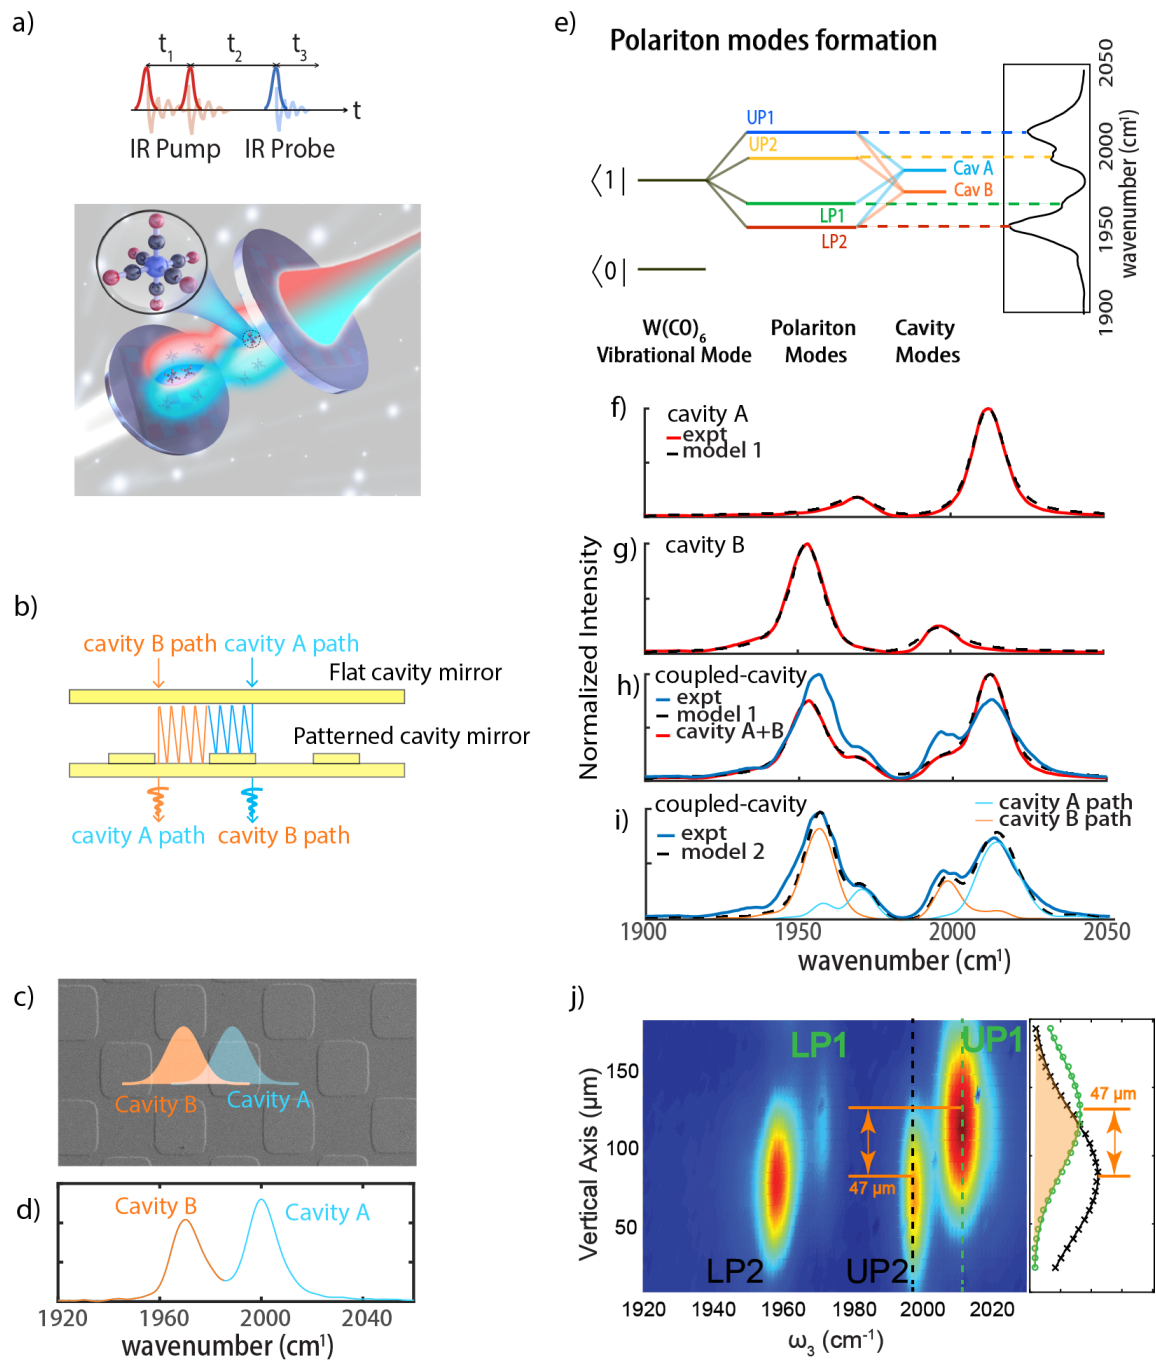 a)
t1 t2 t3
t
IR Pump IR Probe
b)
cavity B path cavity A path
Flat cavity mirror
Patterned cavity mirror
cavity A path cavity B path
c)
Cavity B Cavity A
d)
Cavity B Cavity A
1920 1960 2000 2040
wavenumber (cm¹)
e)
Polariton modes formation
UP1
UP2
⟨1|
Cav A
Cav B
LP1
LP2
⟨0|
W(CO)6
Vibrational Mode
Polariton
Modes
Cavity
Modes
1900 1950 2000 2050
wavenumber (cm¹)
f)
cavity A
expt
model 1
g)
cavity B
Normalized Intensity
h)
coupled-cavity
expt
model 1
cavity A+B
i)
coupled-cavity
expt
model 2
cavity A path
cavity B path
1900 1950 2000 2050
wavenumber (cm¹)
j)
LP1 UP1
47 µm
47 µm
LP2 UP2
150
100
50
Vertical Axis (µm)
1920 1940 1960 1980 2000 2020
ω3 (cm-1)